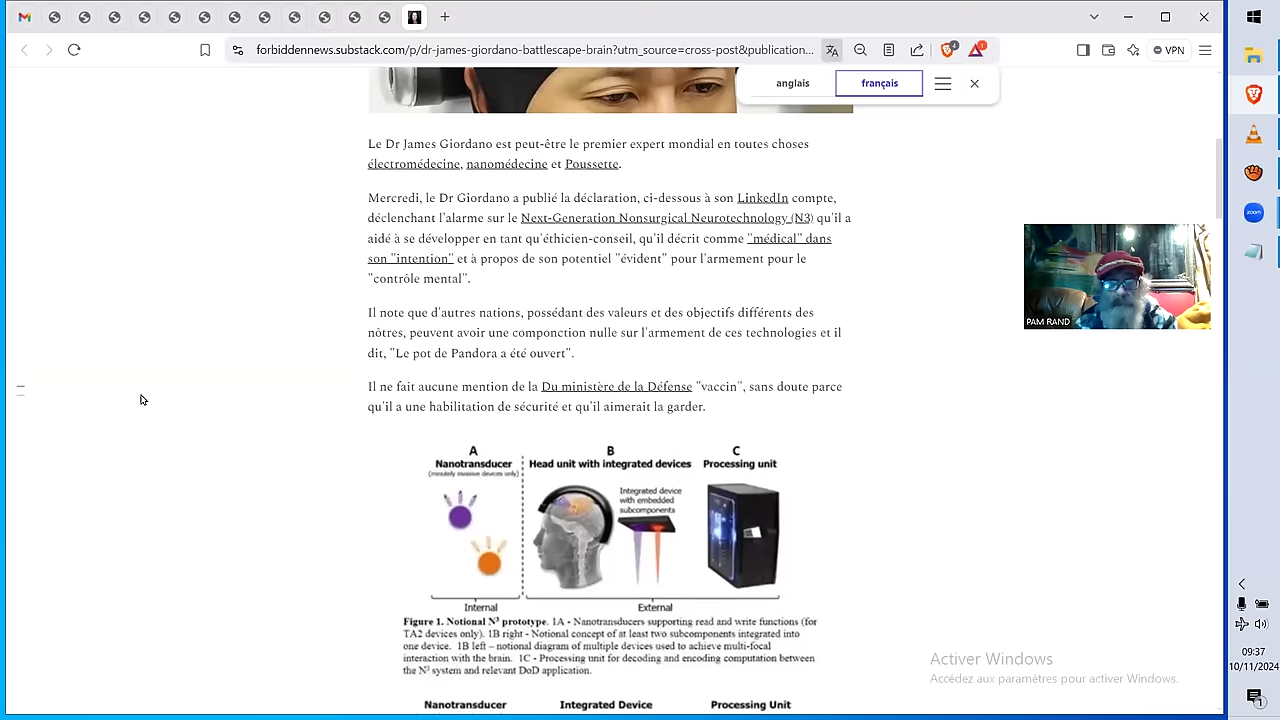 forbiddennews.substack.com/p/dr-james-giordano-battlescape-brain?utm_source=cross-post&publication...
4
1
VPN
anglais
français
Le Dr James Giordano est peut-être le premier expert mondial en toutes choses
électromédecine, nanomédecine et Poussette.
Mercredi, le Dr Giordano a publié la déclaration, ci-dessous à son LinkedIn compte,
déclenchant l'alarme sur le Next-Generation Nonsurgical Neurotechnology (N3) qu'il a
aidé à se développer en tant qu'éthicien-conseil, qu'il décrit comme "médical" dans
son "intention" et à propos de son potentiel "évident" pour l'armement pour le
"contrôle mental".
Il note que d'autres nations, possédant des valeurs et des objectifs différents des
nôtres, peuvent avoir une componction nulle sur l'armement de ces technologies et il
dit, "Le pot de Pandora a été ouvert".
Il ne fait aucune mention de la Du ministère de la Défense "vaccin", sans doute parce
qu'il a une habilitation de sécurité et qu'il aimerait la garder.
A
Nanotransducer
(minutely invasive devices only)
B
Head unit with integrated devices
Integrated device
with embedded
subcomponents
C
Processing unit
Internal
External
Figure 1. Notional N³ prototype. 1A - Nanotransducers supporting read and write functions (for
TA2 devices only). 1B right - Notional concept of at least two subcomponents integrated into
one device. 1B left – notional diagram of multiple devices used to achieve multi-focal
interaction with the brain. 1C - Processing unit for decoding and encoding computation between
the N³ system and relevant DoD application.
Nanotransducer
Integrated Device
Processing Unit
PAM RAND
zoom
Activer Windows
Accédez aux paramètres pour activer Windows.
09:37
10/11/2024
1